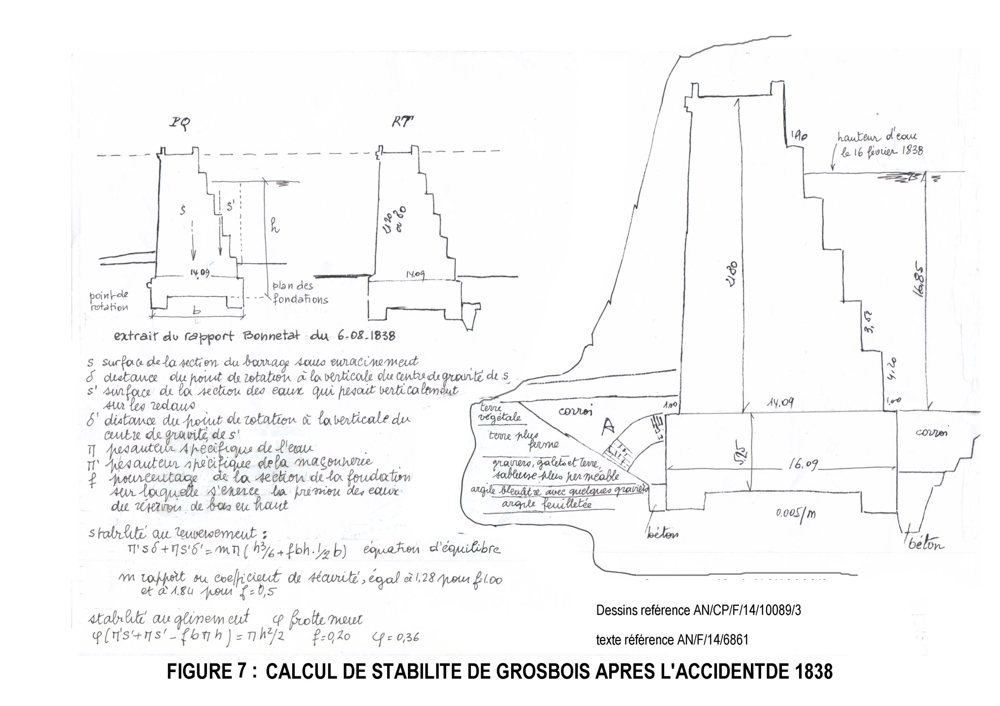 PQ
RT
S
S'
h
14.09
point de
rotation
b
plan des
fondations
14.09
extrait du rapport Bonnetat du 6-08-1838
s surface de la section du barrage sous enracinement
δ distance du point de rotation à la verticale du centre de gravité de s
s' surface de la section des eaux qui pesait verticalement
sur les redans
δ' distance du point de rotation à la verticale du
centre de gravité de s'
π pesanteur spécifique de l'eau
π' pesanteur spécifique de la maçonnerie
f pourcentage de la section de la fondation
sur laquelle s'exerce la pression des eaux
du réservoir de bas en haut
stabilité au renversement :
π'sδ+πs'δ'=mπ(h³/6+fbh.1/2b) équation d'équilibre
m rapport ou coefficient de sécurité, égal à 1,28 pour f=1.00
et à 1.84 pour f=0,5
stabilité au glissement φ frottement
φ(π's'+πs'-fbπh)=πh²/2 f=0,20 φ=0,36
1,90
hauteur d'eau
le 16 février 1838
16,85
3,52
4,20
1,00
14.09
1.00
corroi
A
terre
végétale
terre plus
ferme
graviers, galets et terre,
sableuse plus perméable
argile bleuâtre avec quelques graviers
argile feuilletée
5,25
16,09
corroi
0.005/m
béton
béton
Dessins reférence AN/CP/F/14/10089/3
texte référence AN/F/14/6861
FIGURE 7 : CALCUL DE STABILITE DE GROSBOIS APRES L'ACCIDENTDE 1838